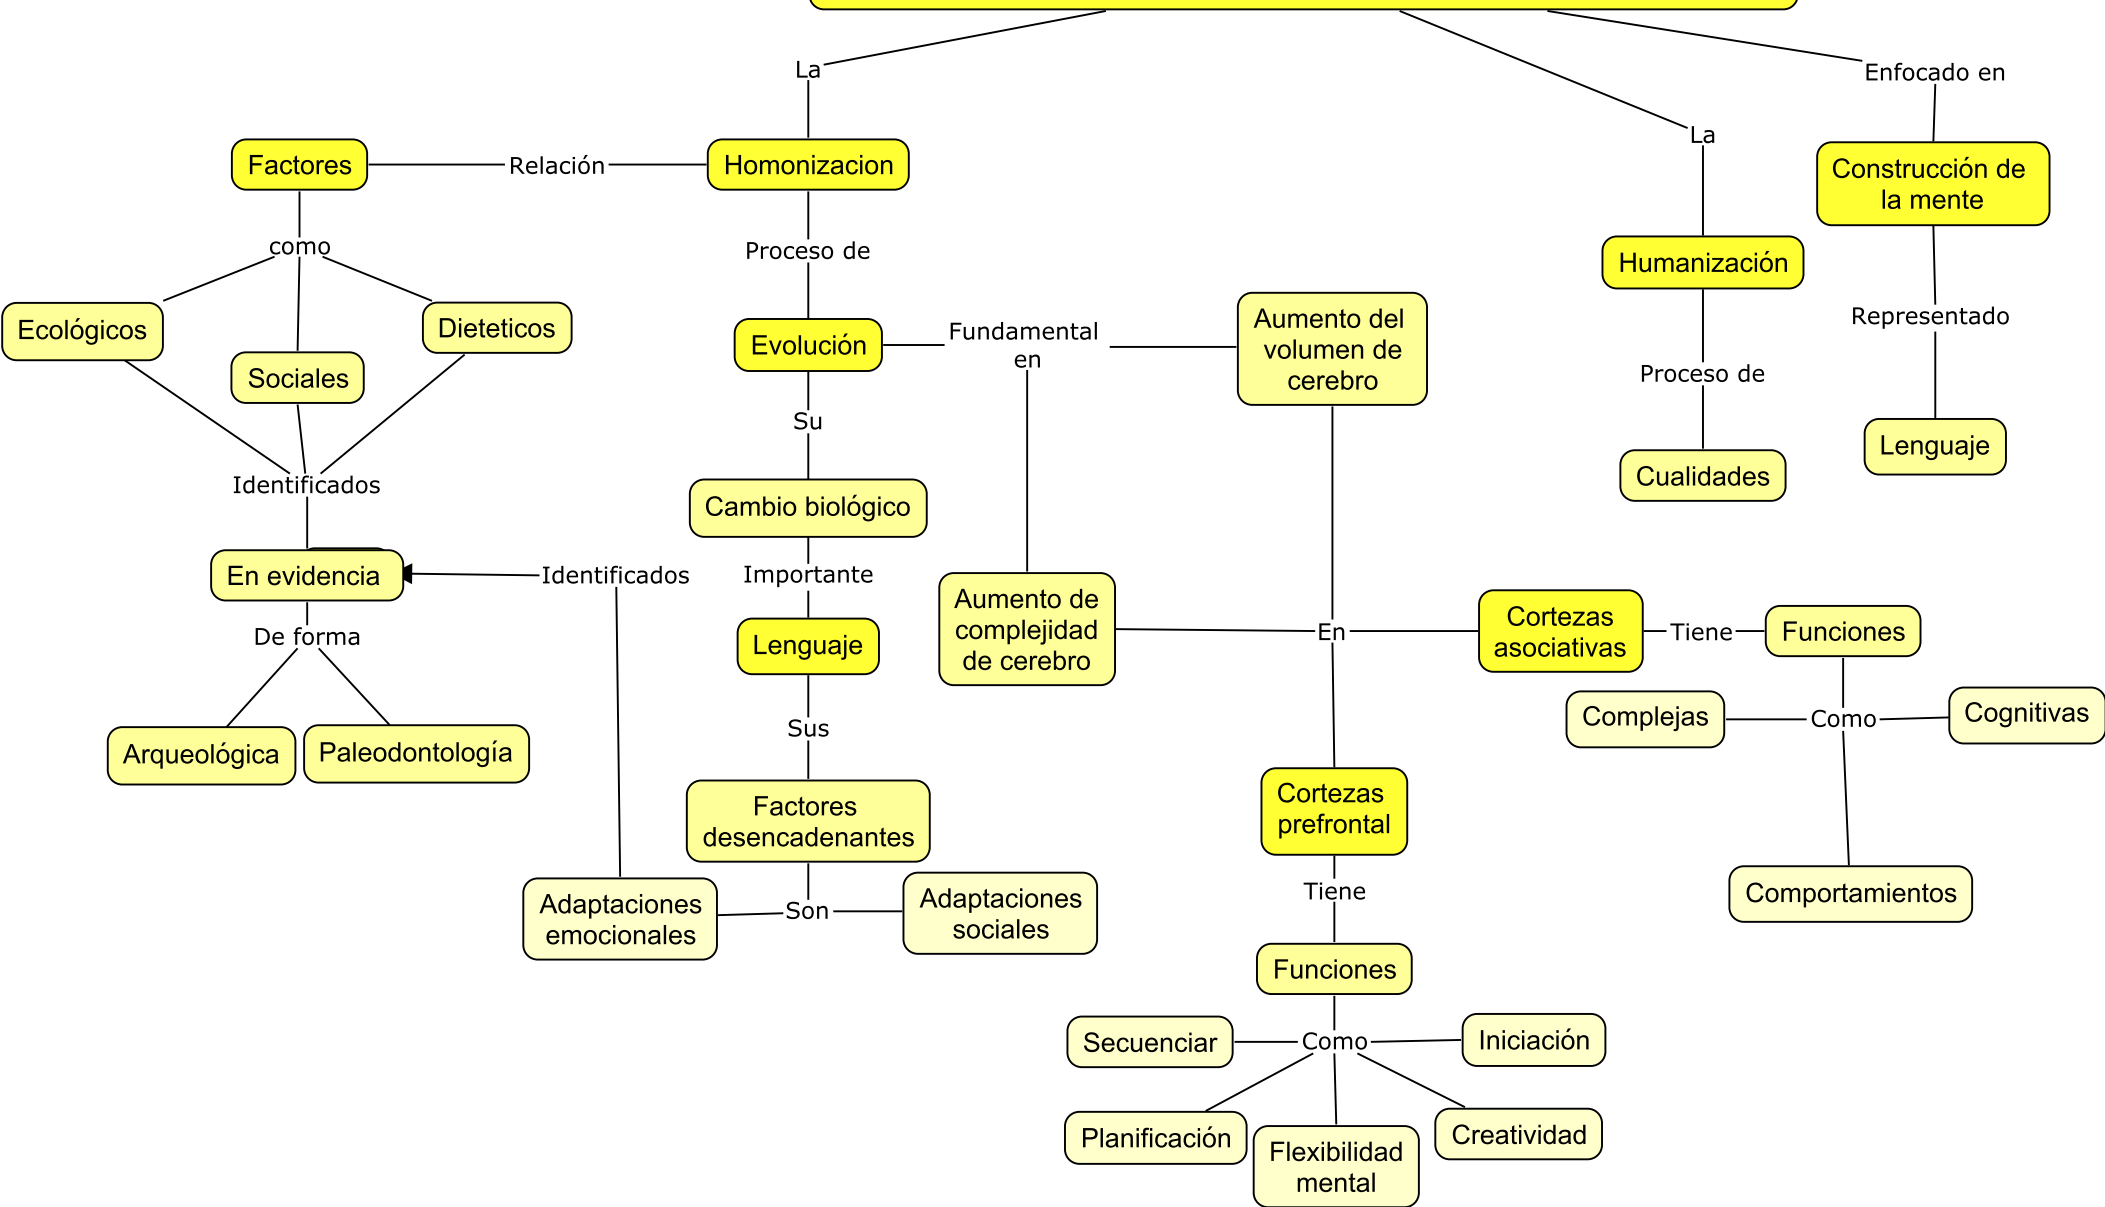 La
Enfocado en
La
Factores
Relación
Homonizacion
Construcción de
la mente
como
Proceso de
Humanización
Ecológicos
Sociales
Dieteticos
Evolución
Fundamental
en
Aumento del
volumen de
cerebro
Representado
Proceso de
Su
Lenguaje
Cualidades
Identificados
Cambio biológico
En evidencia
Identificados
Importante
Aumento de
complejidad
de cerebro
En
Cortezas
asociativas
Tiene
Funciones
De forma
Lenguaje
Arqueológica
Paleodontología
Sus
Complejas
Como
Cognitivas
Factores
desencadenantes
Cortezas
prefrontal
Adaptaciones
emocionales
Son
Adaptaciones
sociales
Tiene
Comportamientos
Funciones
Secuenciar
Como
Iniciación
Planificación
Flexibilidad
mental
Creatividad